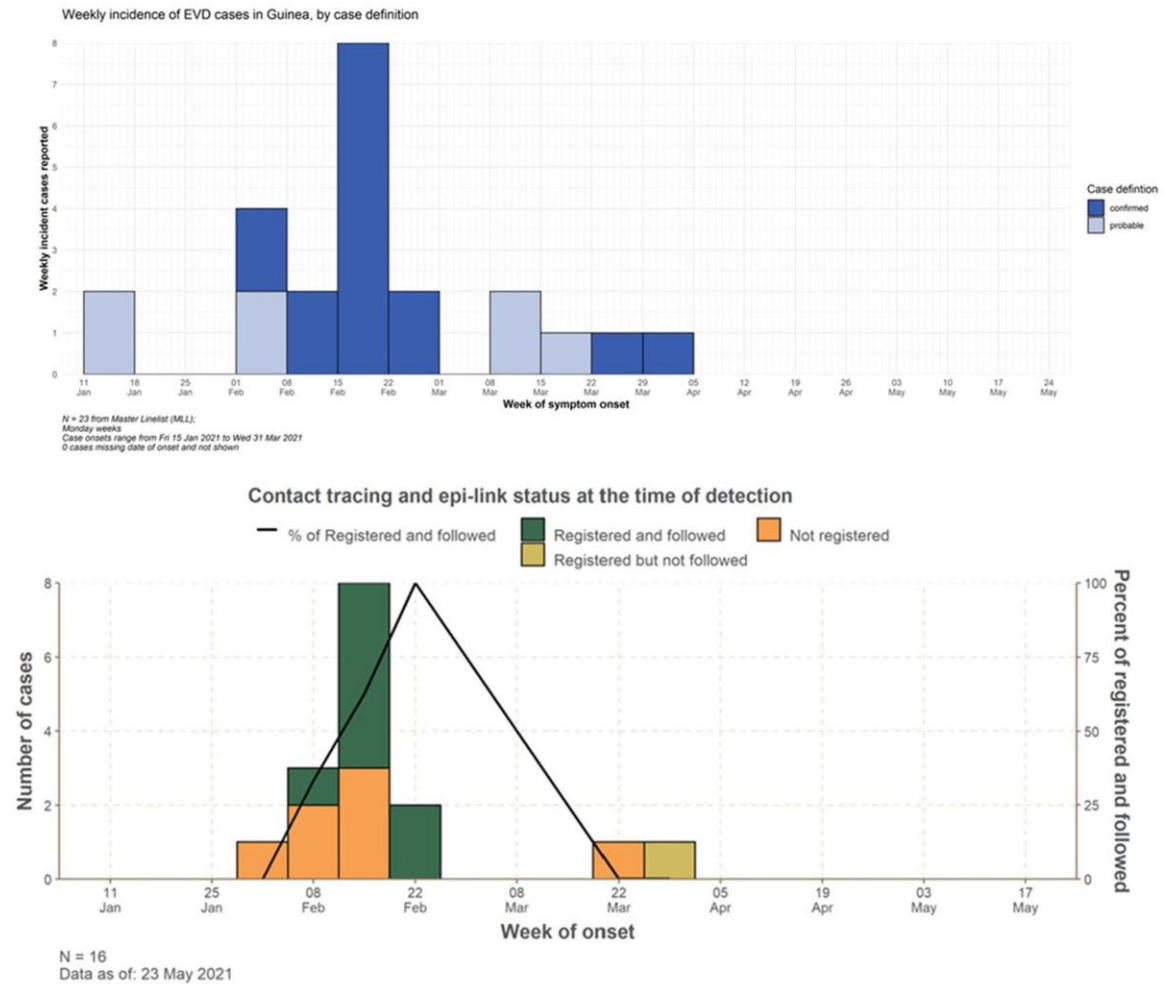 Weekly incidence of EVD cases in Guinea, by case definition
8
7
6
5
4
3
2
1
0
Weekly incident cases reported
11 Jan
18 Jan
25 Jan
01 Feb
08 Feb
15 Feb
22 Feb
01 Mar
08 Mar
15 Mar
22 Mar
29 Mar
05 Apr
12 Apr
19 Apr
26 Apr
03 May
10 May
17 May
24 May
Week of symptom onset
Case defintion
confirmed
probable
N = 23 from Master Linelist (MLL);
Monday weeks
Case onsets range from Fri 15 Jan 2021 to Wed 31 Mar 2021
0 cases missing date of onset and not shown
Contact tracing and epi-link status at the time of detection
% of Registered and followed
Registered and followed
Not registered
Registered but not followed
8
6
4
2
0
Number of cases
100
75
50
25
0
Percent of registered and followed
11 Jan
25 Jan
08 Feb
22 Feb
08 Mar
22 Mar
05 Apr
19 Apr
03 May
17 May
Week of onset
N = 16
Data as of: 23 May 2021